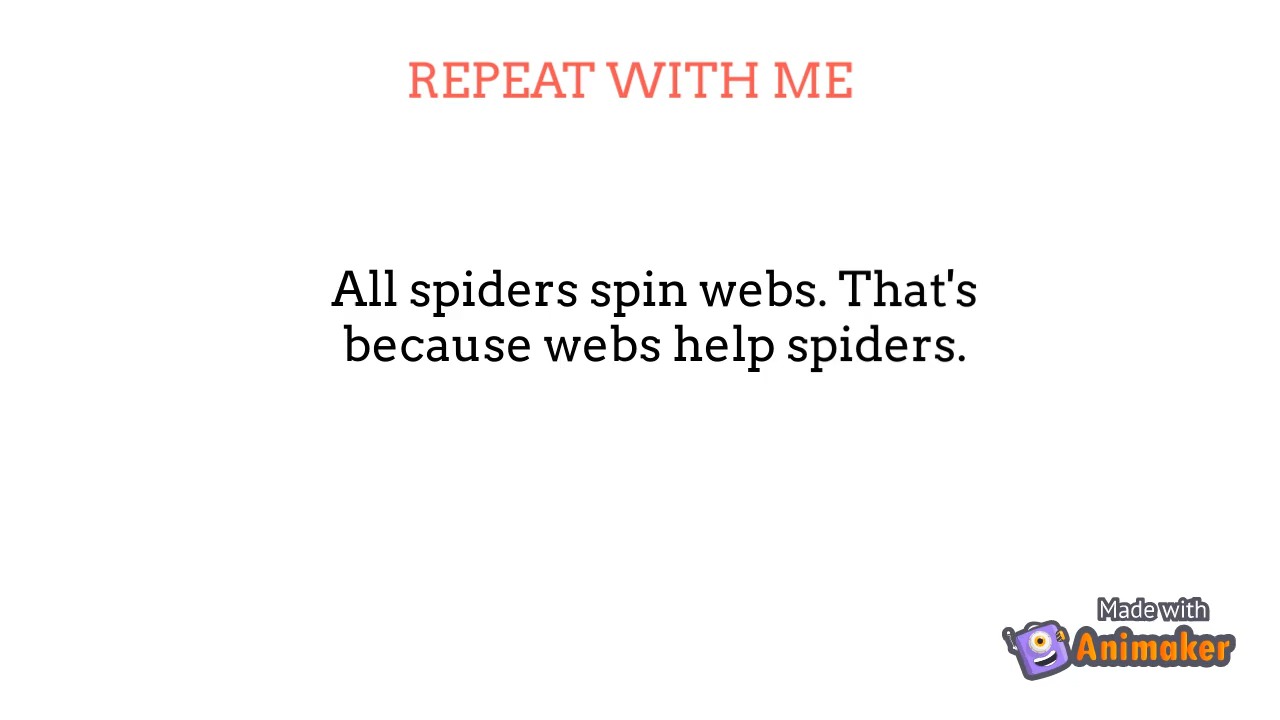 REPEAT WITH ME
All spiders spin webs. That's
because webs help spiders.
Made with
Animaker